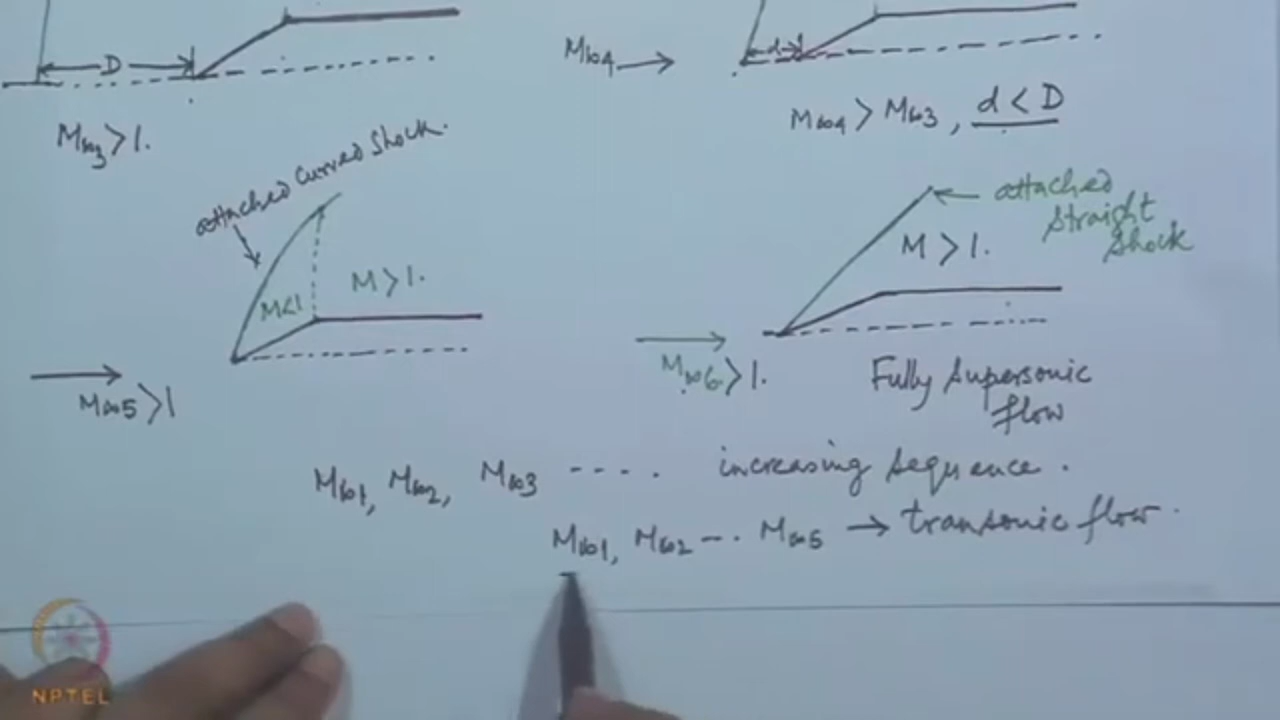 D
M∞4
d
M∞3 > 1.
M∞4 > M∞3, d < D
attached curved shock.
attached
straight
shock
M > 1.
M > 1.
M<1
M∞5 > 1
M∞6 > 1.
Fully supersonic
flow
M∞1, M∞2, M∞3 ---- . increasing sequence .
M∞1, M∞2 -- . M∞5 → transonic flow .
NPTEL